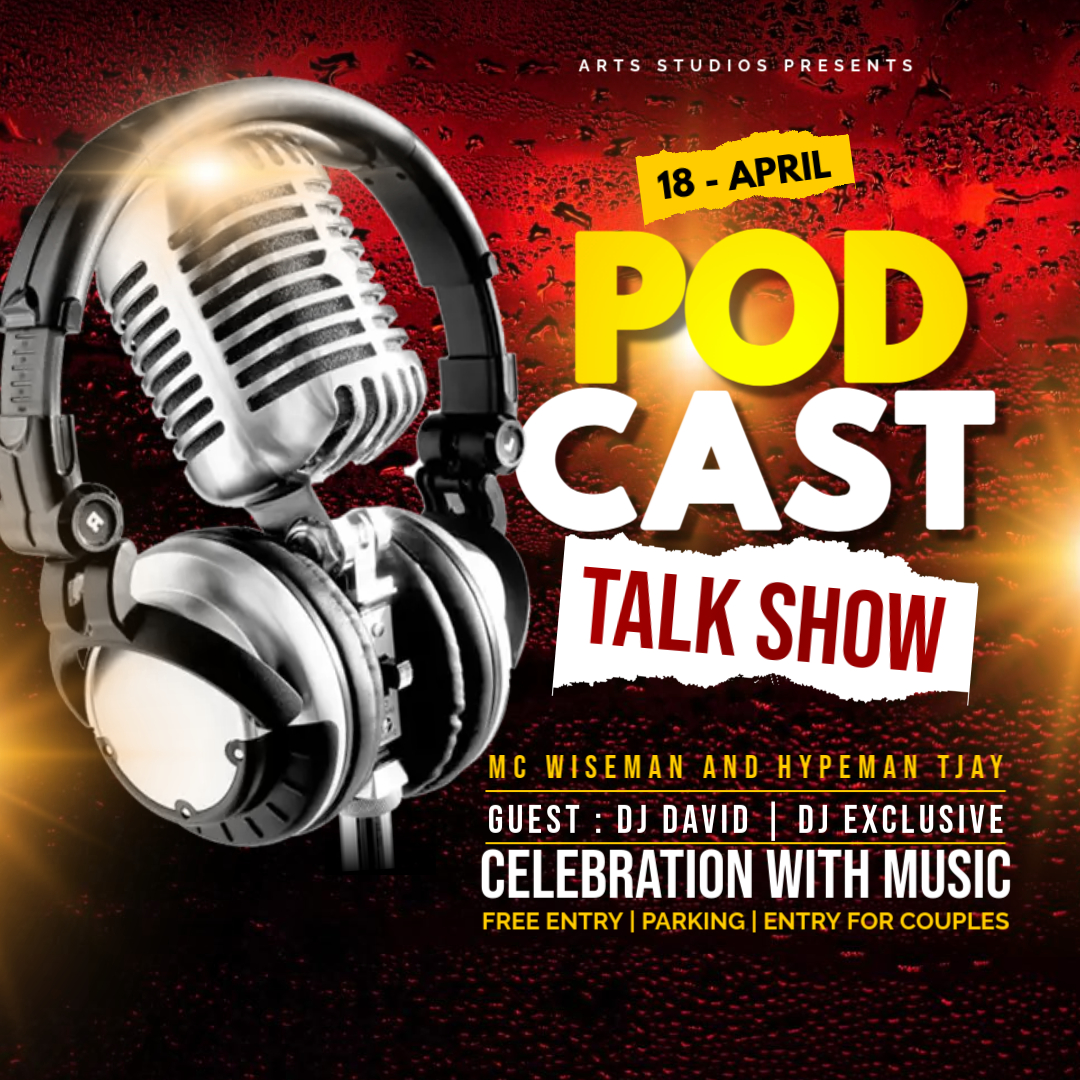 ARTS STUDIOS PRESENTS
18 - APRIL
POD
CAST
TALK SHOW
MC WISEMAN AND HYPEMAN TJAY
GUEST : DJ DAVID | DJ EXCLUSIVE
CELEBRATION WITH MUSIC
FREE ENTRY | PARKING | ENTRY FOR COUPLES
R
L